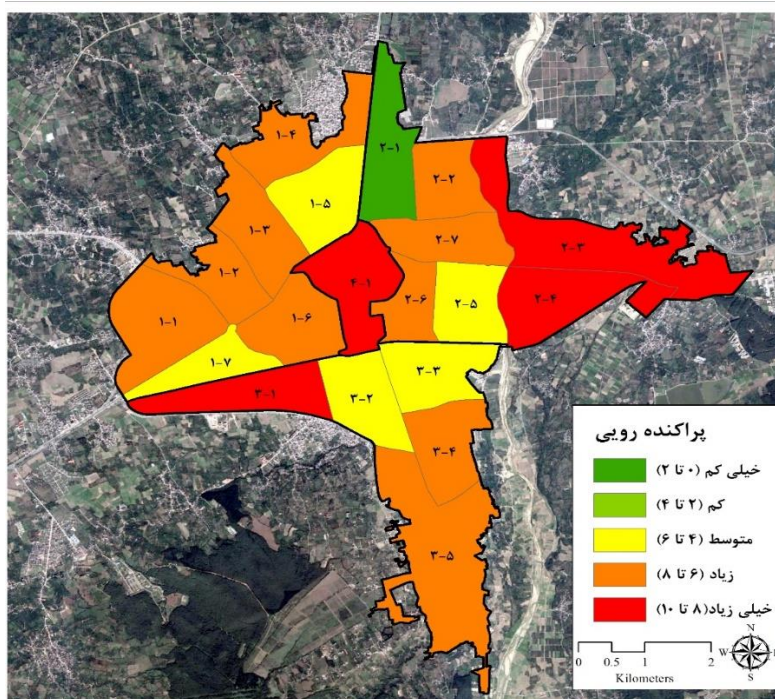 ۱-۴
۲-۱
۲-۲
۱-۵
۱-۳
۲-۷
۲-۳
۱-۲
۴-۱
۲-۶
۲-۵
۲-۴
۱-۱
۱-۶
۱-۷
۳-۳
۳-۱
۳-۲
۳-۴
۳-۵
پراکنده رویی
خیلی کم (۰ تا ۲)
کم (۲ تا ۴)
متوسط (۴ تا ۶)
زیاد (۶ تا ۸)
خیلی زیاد(۸ تا ۱۰)
0 0.5 1 2
Kilometers
N
W
S